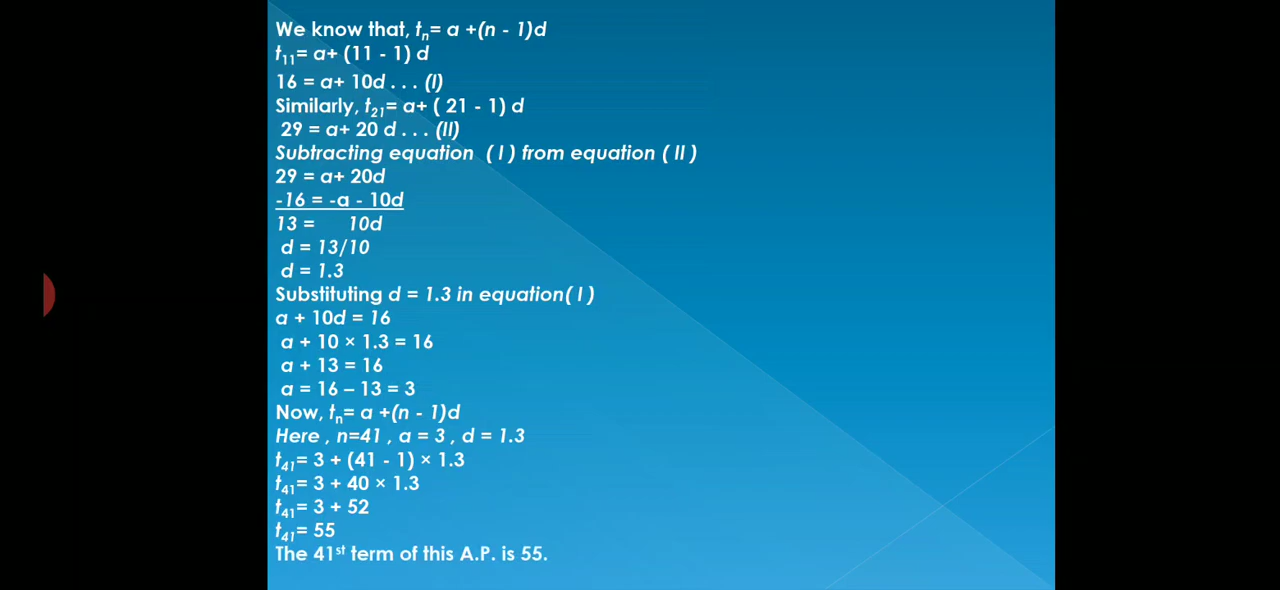 We know that, tn= a +(n - 1)d
t11= a+ (11 - 1) d
16 = a+ 10d . . . (I)
Similarly, t21= a+ ( 21 - 1) d
29 = a+ 20 d . . . (II)
Subtracting equation ( I ) from equation ( II )
29 = a+ 20d
-16 = -a - 10d
13 = 10d
d = 13/10
d = 1.3
Substituting d = 1.3 in equation( I )
a + 10d = 16
a + 10 × 1.3 = 16
a + 13 = 16
a = 16 – 13 = 3
Now, tn= a +(n - 1)d
Here , n=41 , a = 3 , d = 1.3
t41= 3 + (41 - 1) × 1.3
t41= 3 + 40 × 1.3
t41= 3 + 52
t41= 55
The 41st term of this A.P. is 55.